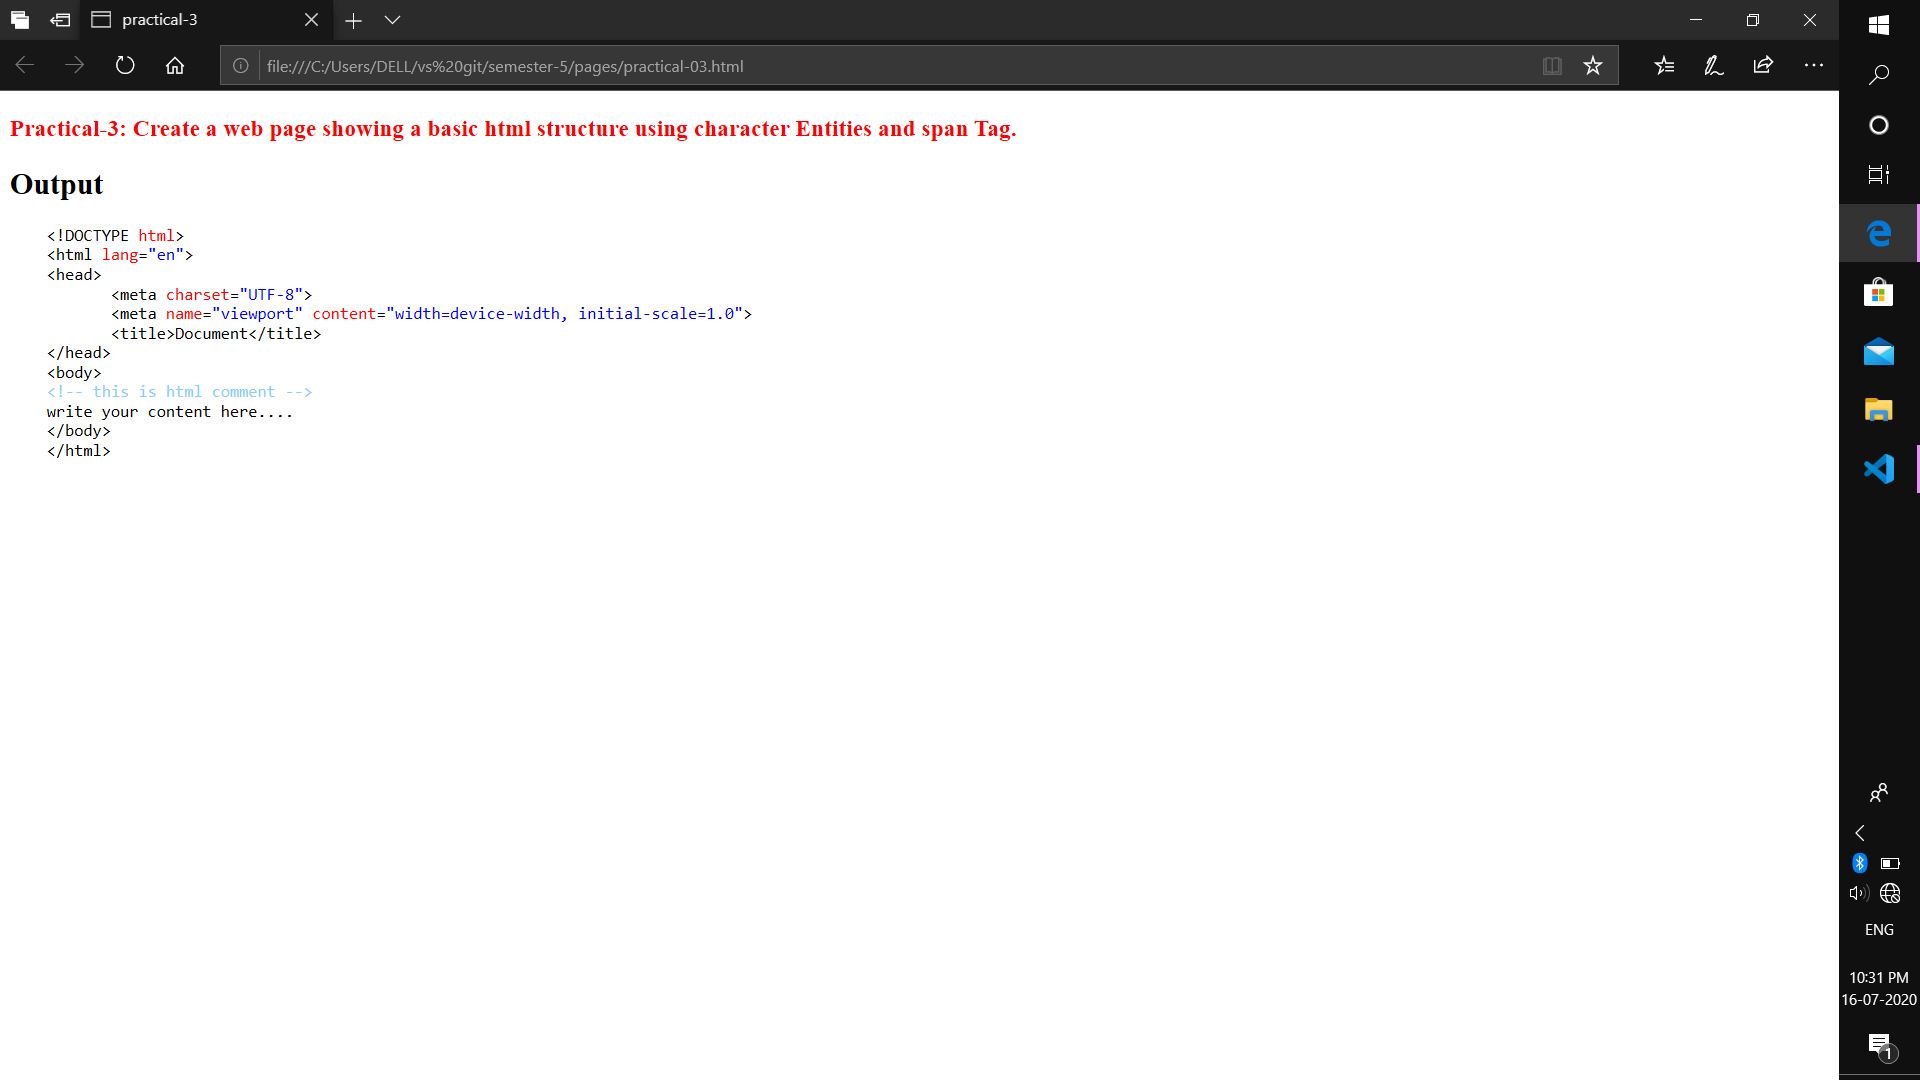 practical-3
file:///C:/Users/DELL/vs%20git/semester-5/pages/practical-03.html
Practical-3: Create a web page showing a basic html structure using character Entities and span Tag.
Output
<!DOCTYPE html>
<html lang="en">
<head>
<meta charset="UTF-8">
<meta name="viewport" content="width=device-width, initial-scale=1.0">
<title>Document</title>
</head>
<body>
<!-- this is html comment -->
write your content here....
</body>
</html>
ENG
10:31 PM
16-07-2020
1